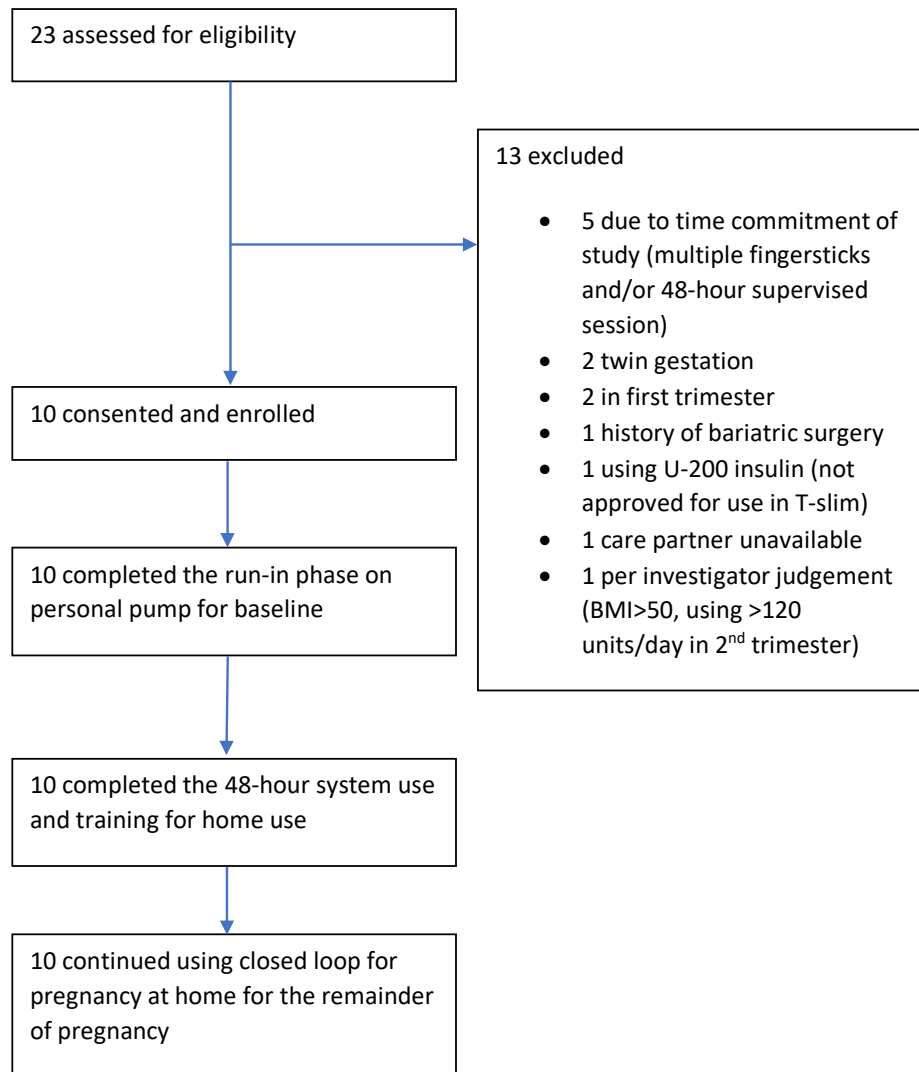 23 assessed for eligibility
13 excluded
• 5 due to time commitment of
study (multiple fingersticks
and/or 48-hour supervised
session)
• 2 twin gestation
• 2 in first trimester
• 1 history of bariatric surgery
• 1 using U-200 insulin (not
approved for use in T-slim)
• 1 care partner unavailable
• 1 per investigator judgement
(BMI>50, using >120
units/day in 2nd trimester)
10 consented and enrolled
10 completed the run-in phase on
personal pump for baseline
10 completed the 48-hour system use
and training for home use
10 continued using closed loop for
pregnancy at home for the remainder
of pregnancy